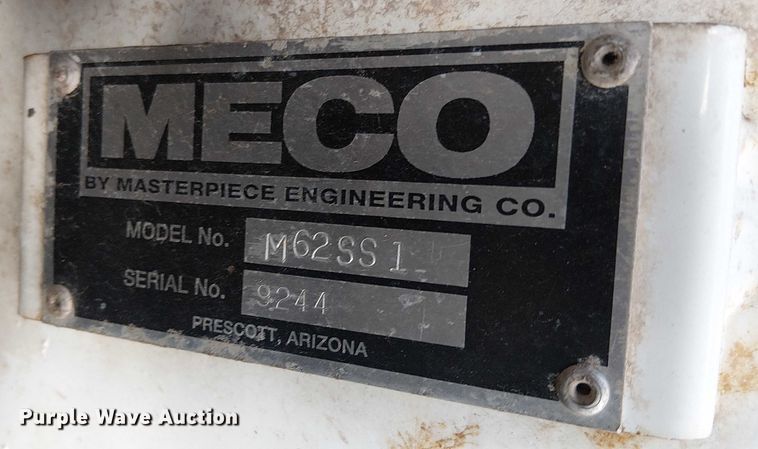 MECO
BY MASTERPIECE ENGINEERING CO.
MODEL No. M62SS1
SERIAL No. 9244
PRESCOTT, ARIZONA
Purple Wave Auction